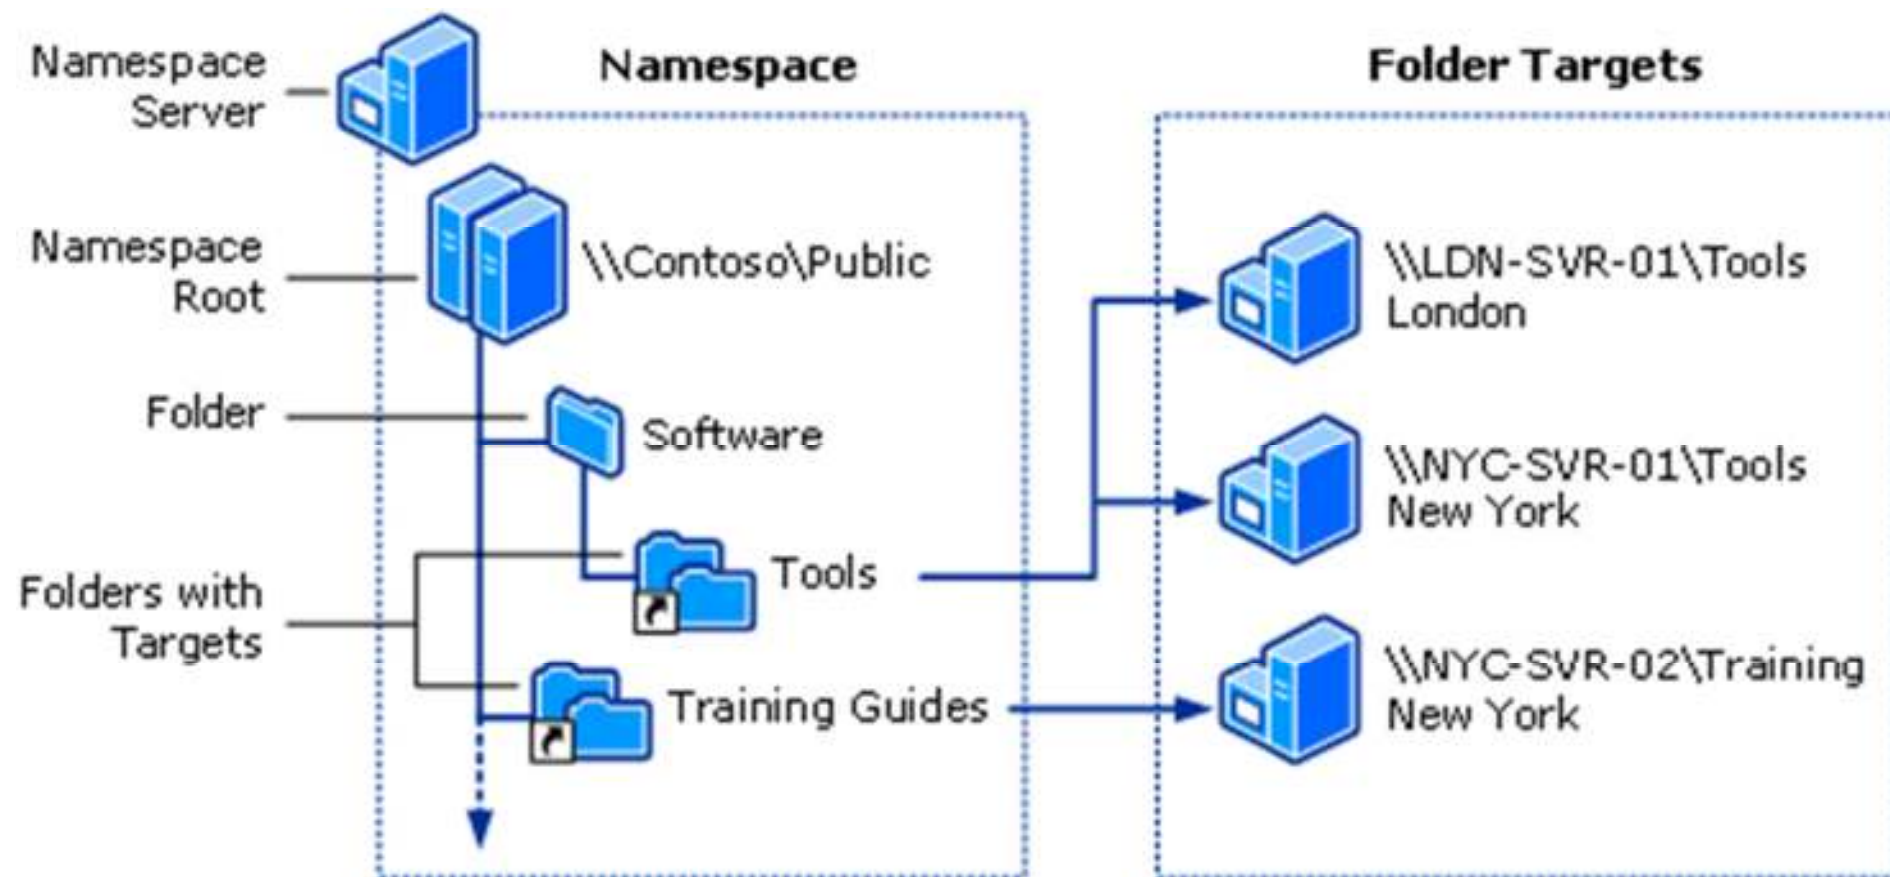 Namespace
Server
Namespace
Folder Targets
Namespace
Root
\\Contoso\Public
\\LDN-SVR-01\Tools
London
Folder
Software
\\NYC-SVR-01\Tools
New York
Folders with
Targets
Tools
Training Guides
\\NYC-SVR-02\Training
New York